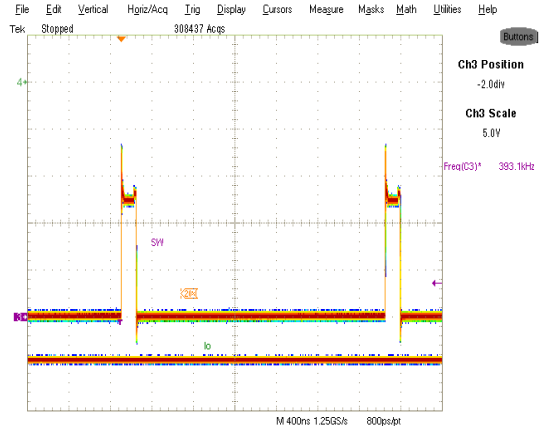 File Edit Vertical Horiz/Acq Trig Display Cursors Measure Masks Math Utilities Help
Tek Stopped 308437 Acqs
Buttons
Ch3 Position
-2.0div
Ch3 Scale
5.0V
Freq(C3)* 393.1kHz
4
SW
3
Io
M 400ns 1.25GS/s 800ps/pt